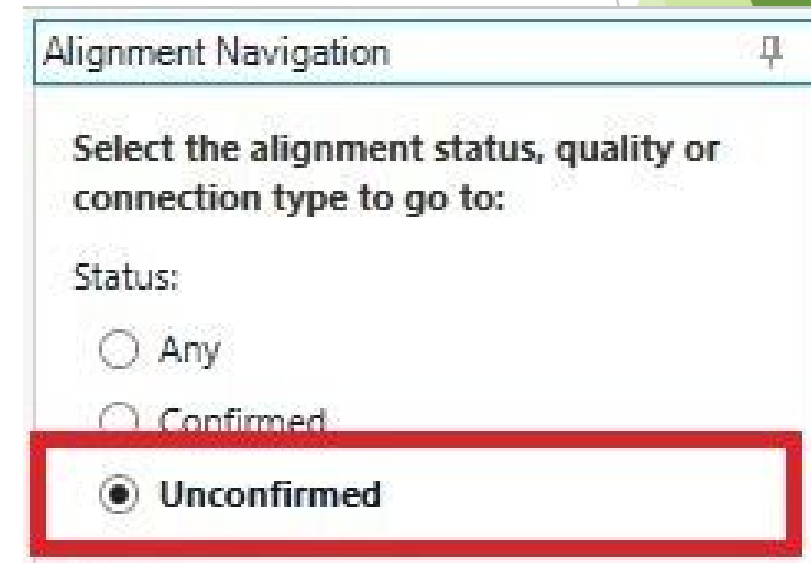 Alignment Navigation
Select the alignment status, quality or
connection type to go to:
Status:
Any
Confirmed
Unconfirmed